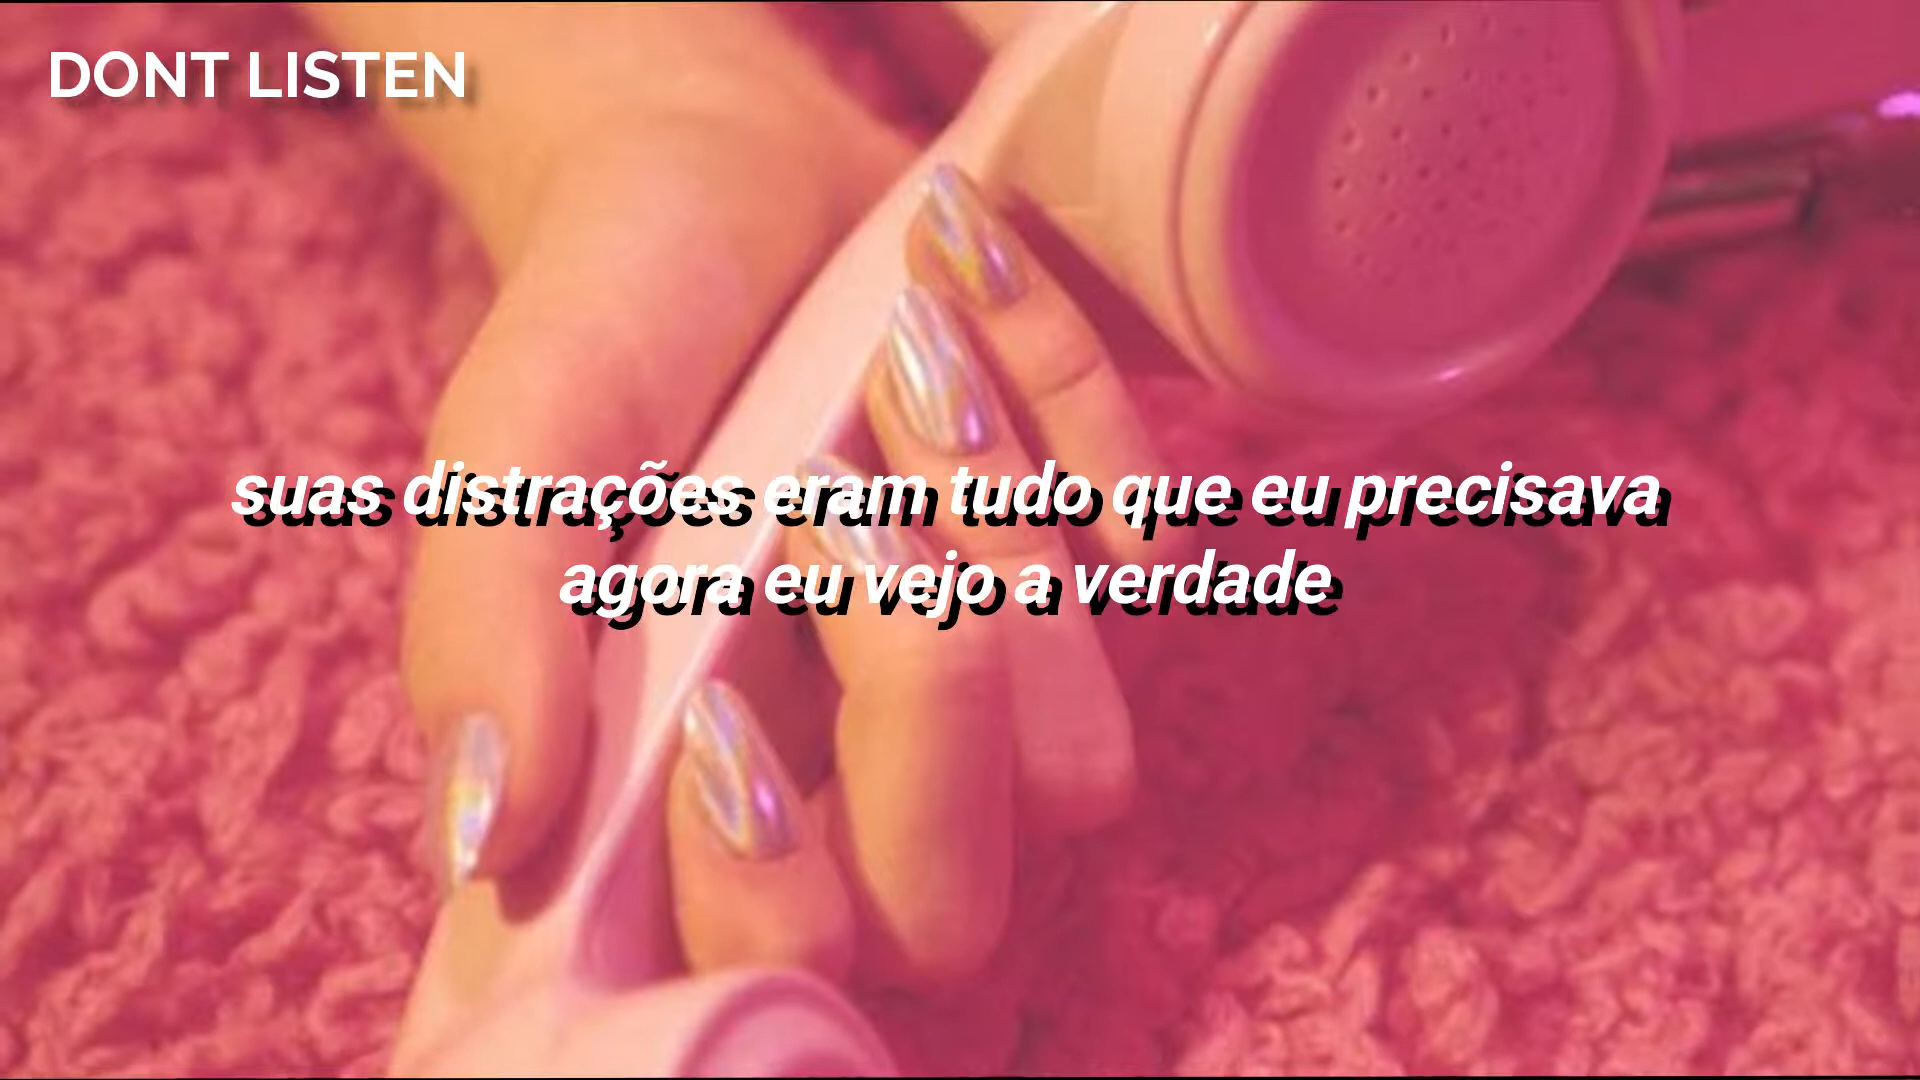 DONT LISTEN
suas distrações eram tudo que eu precisava
agora eu vejo a verdade